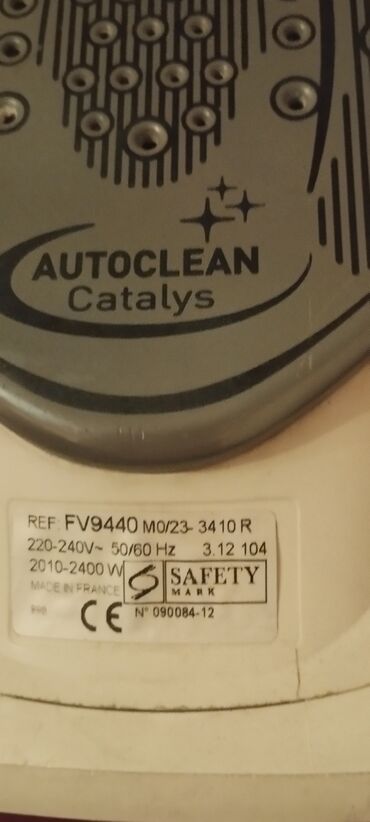 AUTOCLEAN
Catalys
REF: FV9440 M0/23- 3410 R
220-240V~ 50/60 Hz 3.12 104
2010-2400 W
SAFETY
MARK
MADE IN FRANCE
CE
N° 090084-12